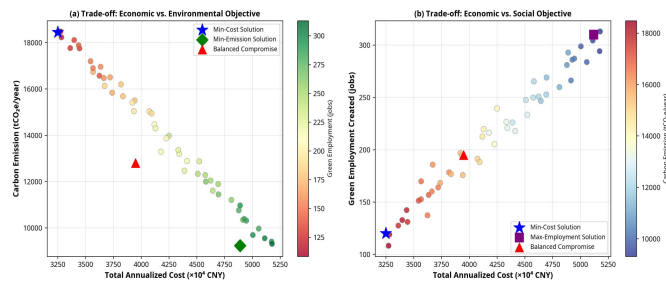 (a) Trade-off: Economic vs. Environmental Objective
Min-Cost Solution
Min-Emission Solution
Balanced Compromise
18000
16000
14000
12000
10000
Carbon Emission (tCO₂e/year)
3250
3500
3750
4000
4250
4500
4750
5000
5250
Total Annualized Cost (×10⁴ CNY)
300
275
250
225
200
175
150
125
Green Employment (jobs)
(b) Trade-off: Economic vs. Social Objective
300
250
200
150
100
Green Employment Created (jobs)
Min-Cost Solution
Max-Employment Solution
Balanced Compromise
3250
3500
3750
4000
4250
4500
4750
5000
5250
Total Annualized Cost (×10⁴ CNY)
18000
16000
14000
12000
10000
Carbon Emission (tCO₂e/year)